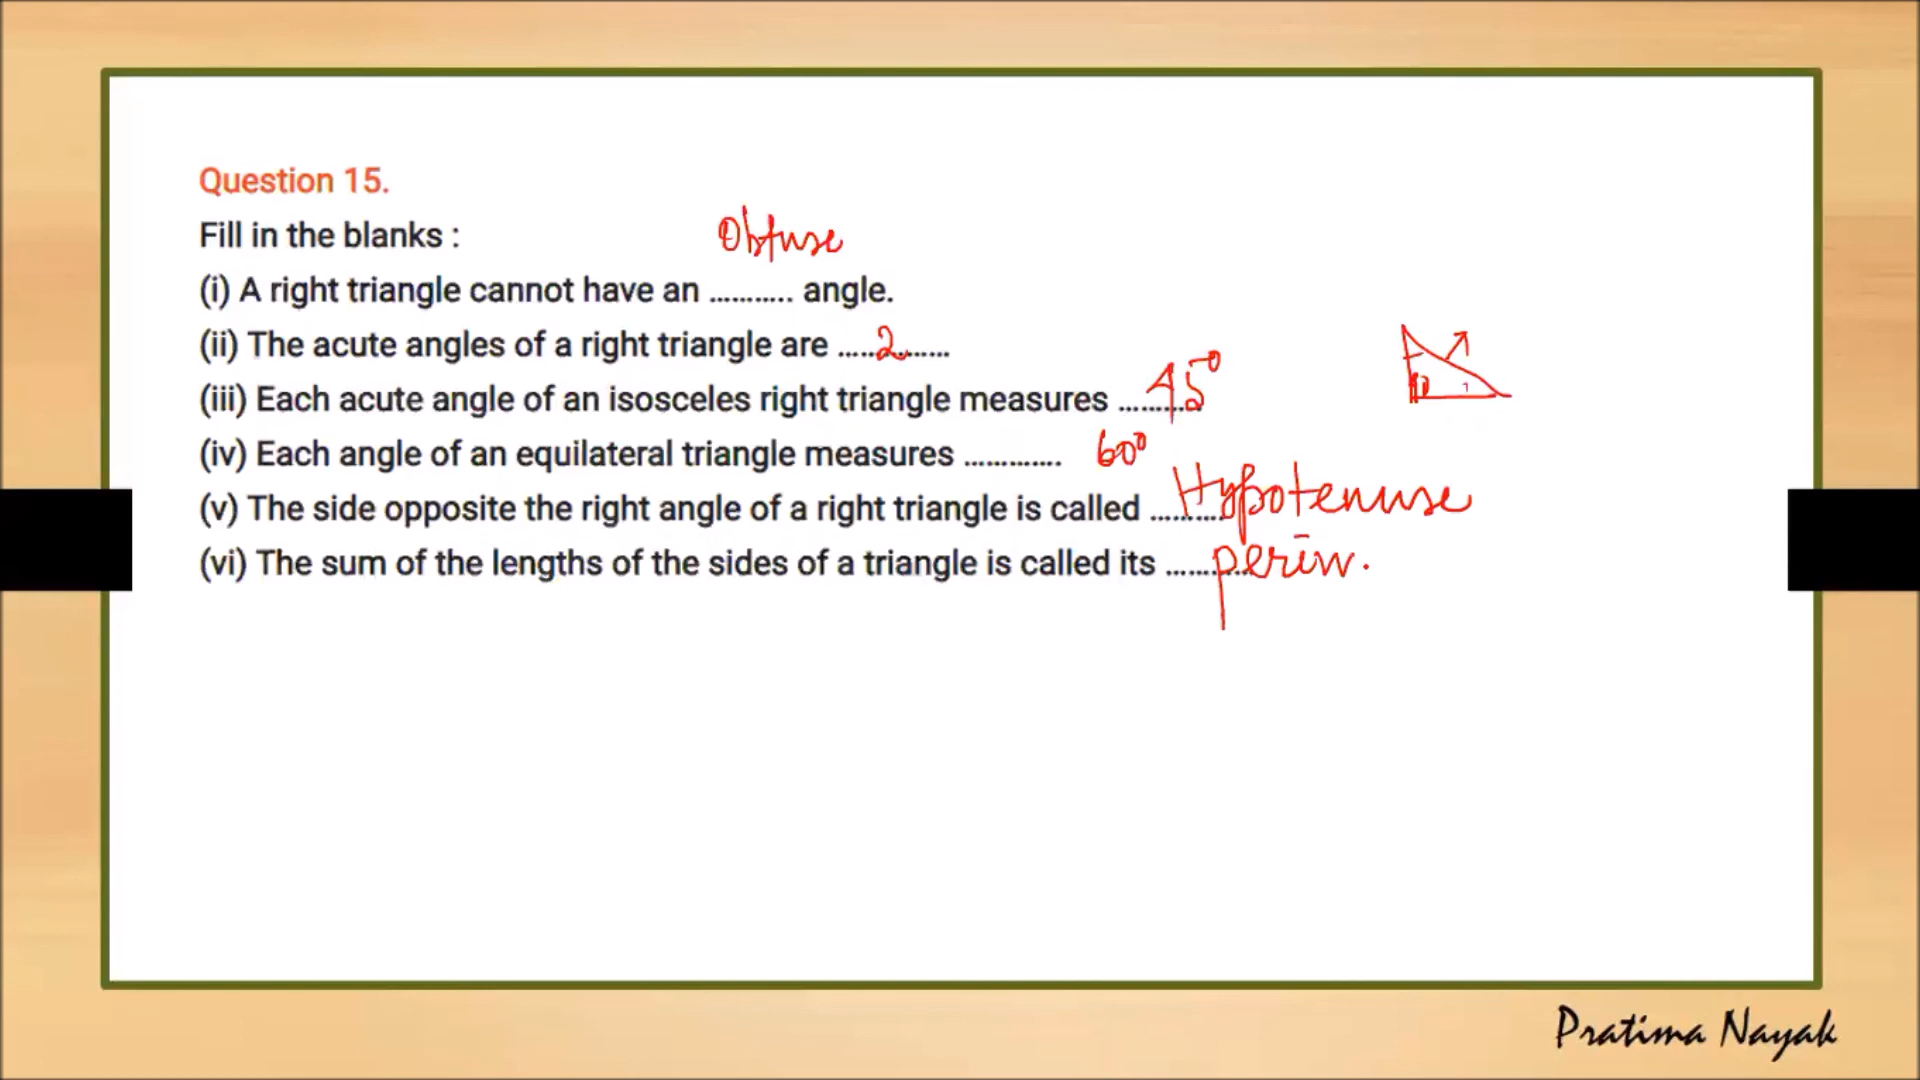 Question 15.
Fill in the blanks :
Obtuse
(i) A right triangle cannot have an ........... angle.
(ii) The acute angles of a right triangle are .....2.......
(iii) Each acute angle of an isosceles right triangle measures .......... 45°
(iv) Each angle of an equilateral triangle measures ............. 60°
(v) The side opposite the right angle of a right triangle is called .......... Hypotenuse
(vi) The sum of the lengths of the sides of a triangle is called its .......... perim.
Pratima Nayak